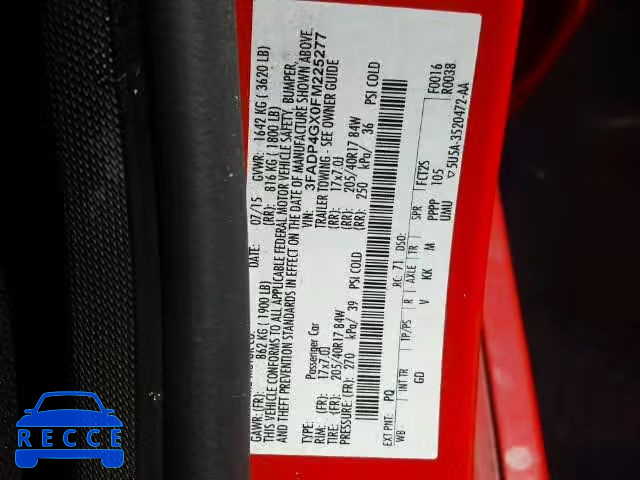 DATE: 07/15 GVWR: 1642 KG ( 3620 LB)
GAWR: (FR): 862 KG ( 1900 LB) (RR): 816 KG ( 1800 LB)
THIS VEHICLE CONFORMS TO ALL APPLICABLE FEDERAL MOTOR VEHICLE SAFETY, BUMPER,
AND THEFT PREVENTION STANDARDS IN EFFECT ON THE DATE OF MANUFACTURE SHOWN ABOVE.
VIN: 3FADP4GX0FM225277
TYPE: Passenger Car TRAILER TOWING - SEE OWNER GUIDE
RIM: (FR): 17x7.0J (RR): 17x7.0J
TIRE: (FR): 205/40R17 84W (RR): 205/40R17 84W
PRESSURE: (FR): 270 kPa/ 39 PSI COLD (RR): 250 kPa/ 36 PSI COLD
EXT PNT: PQ RC: 71 DSO: F0016
WB: R0038
INT TR TP/PS R AXLE TR SPR FCT2S
GD V KK M PPPP 105
UMU
▽ 5U5A-3520472-AA
RECCE